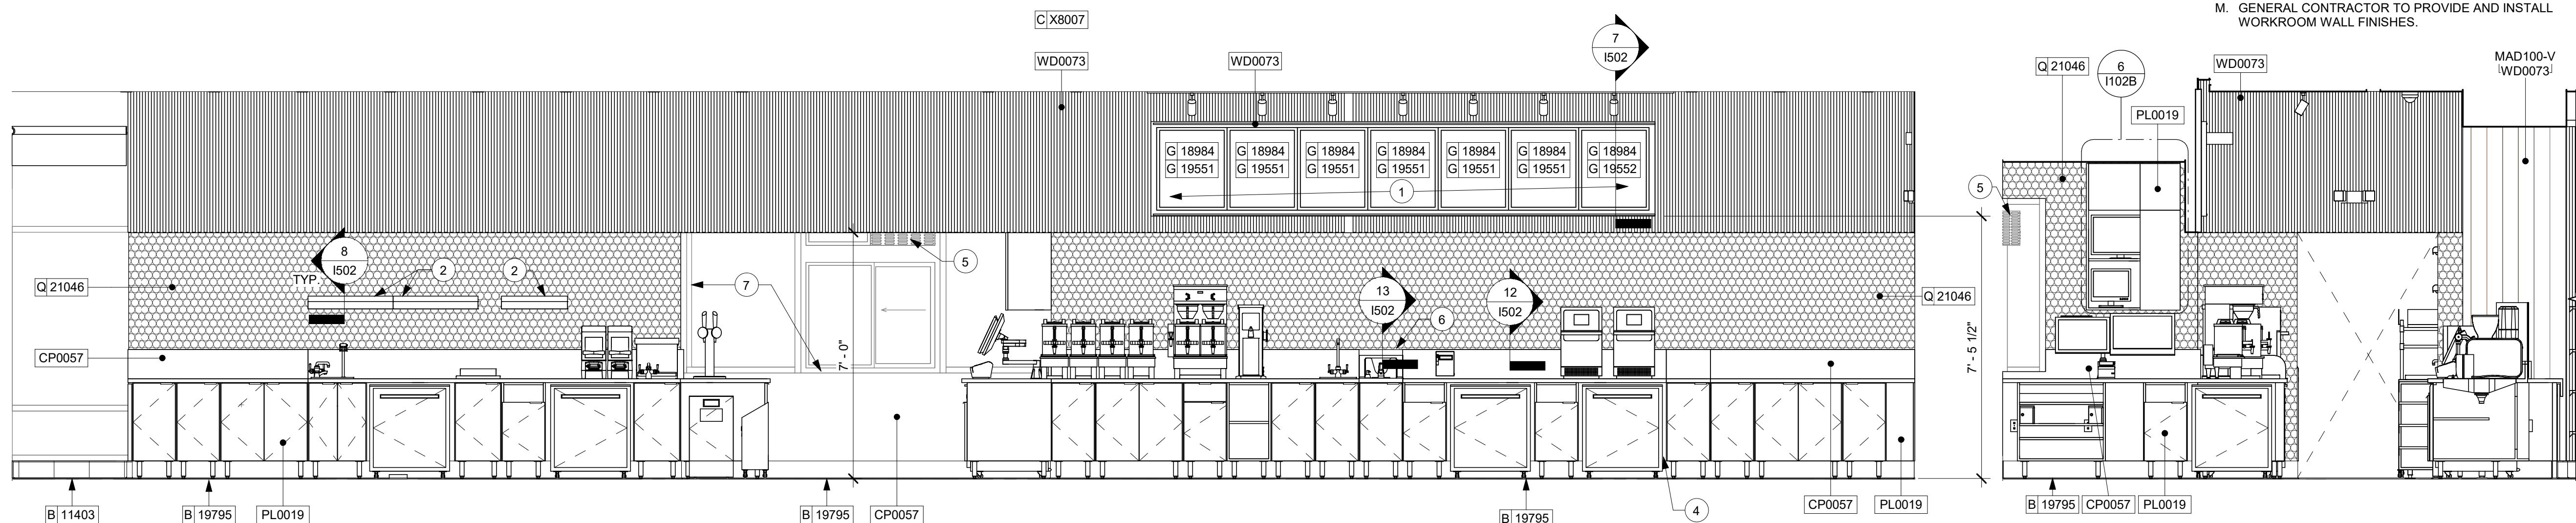 M. GENERAL CONTRACTOR TO PROVIDE AND INSTALL
WORKROOM WALL FINISHES.
C X8007
7
I502
WD0073
WD0073
Q 21046
6
I102B
WD0073
MAD100-V
WD0073
PL0019
G 18984
G 18984
G 18984
G 18984
G 18984
G 18984
G 18984
G 19551
G 19551
G 19551
G 19551
G 19551
G 19551
G 19552
1
5
8
I502
TYP.
2
2
5
7
Q 21046
13
I502
12
I502
6
Q 21046
CP0057
7' - 0"
7' - 5 1/2"
CP0057
PL0019
4
B 11403
B 19795
PL0019
B 19795
CP0057
B 19795
B 19795
CP0057
PL0019